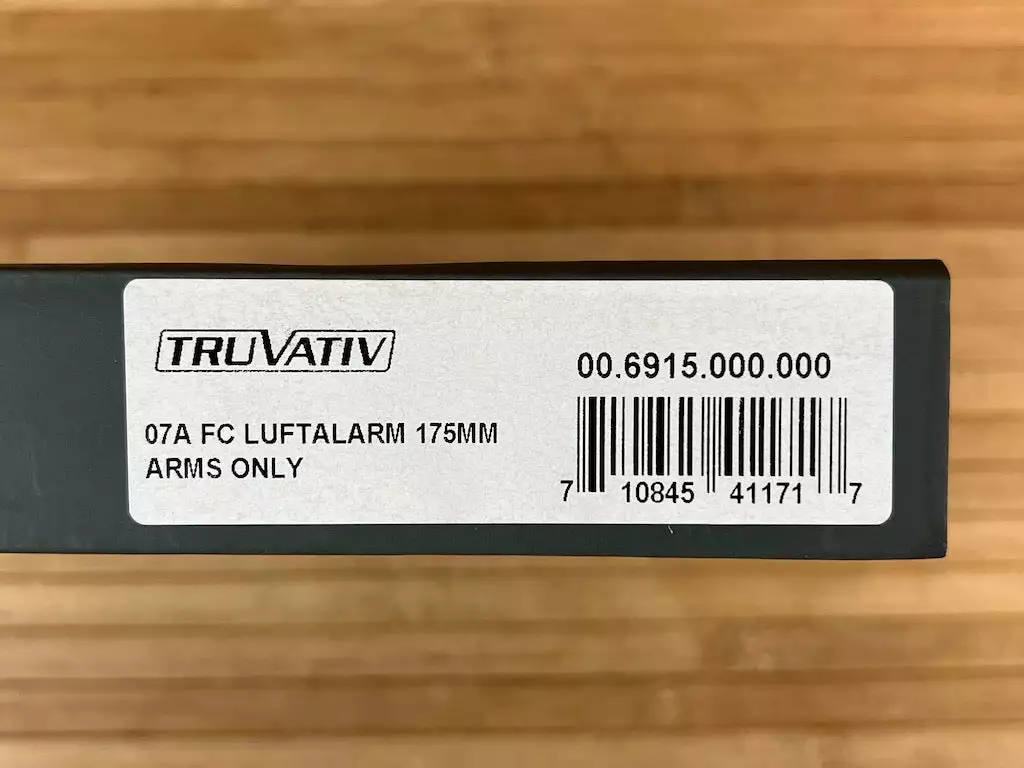 TRUVATIV
07A FC LUFTALARM 175MM
ARMS ONLY
00.6915.000.000
7 10845 41171 7